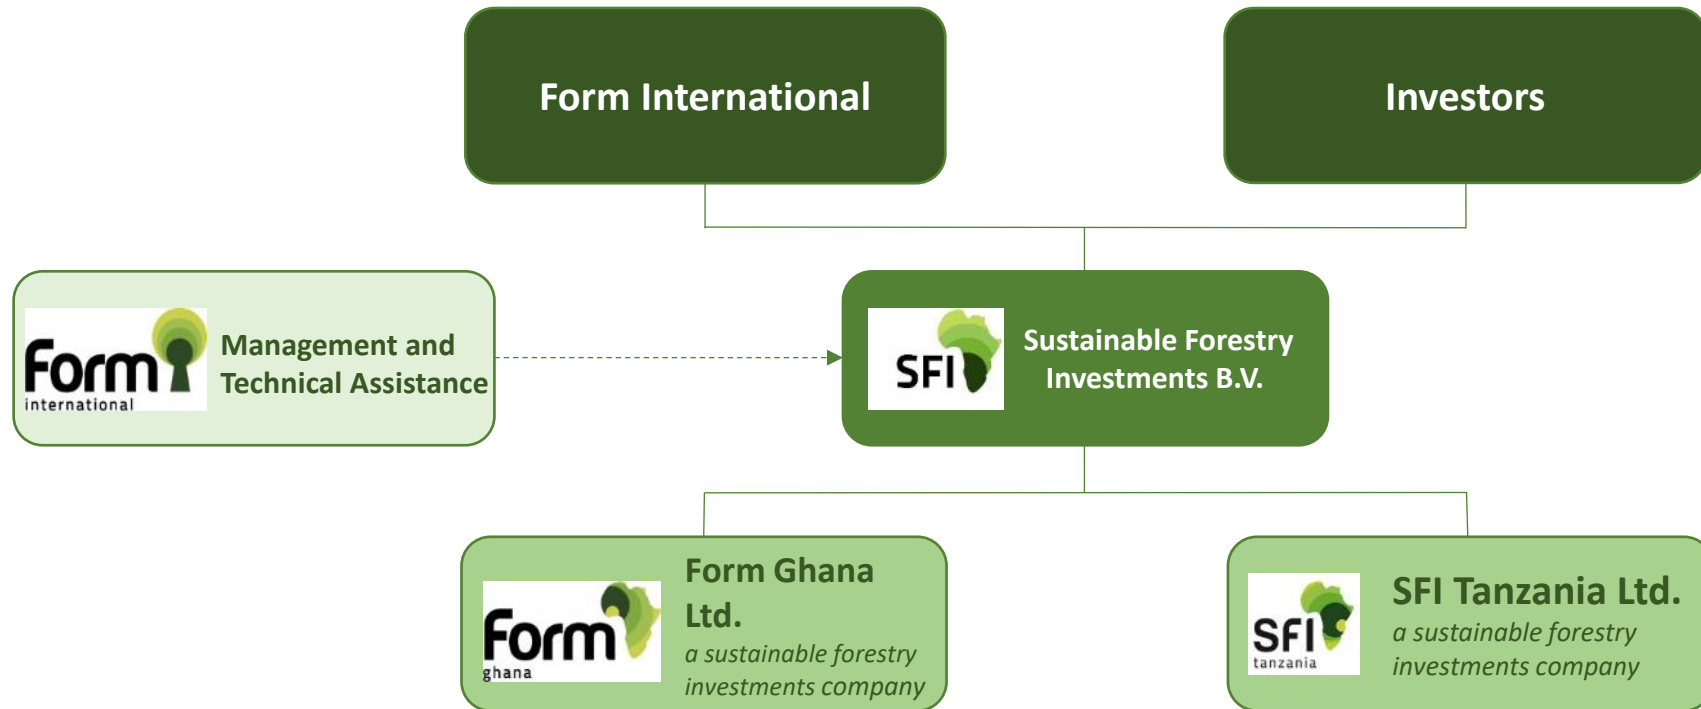 Form International
Investors
Form
international
Management and
Technical Assistance
SFI
Sustainable Forestry
Investments B.V.
Form
ghana
Form Ghana
Ltd.
a sustainable forestry
investments company
SFI
tanzania
SFI Tanzania Ltd.
a sustainable forestry
investments company